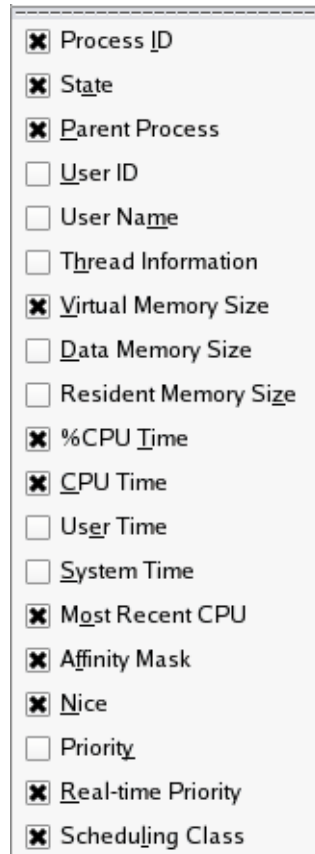 Process ID
State
Parent Process
User ID
User Name
Thread Information
Virtual Memory Size
Data Memory Size
Resident Memory Size
%CPU Time
CPU Time
User Time
System Time
Most Recent CPU
Affinity Mask
Nice
Priority
Real-time Priority
Scheduling Class